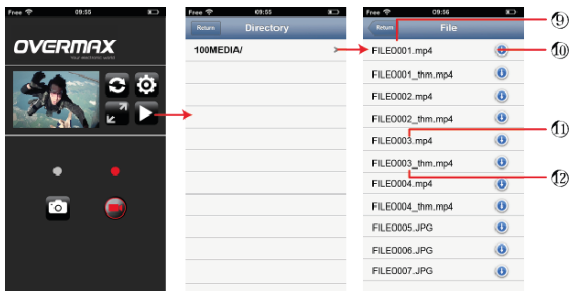 Free 09:55
OVERMAX
Your electronic world
Free 09:55
Return Directory
100MEDIA/
Free 09:56
Return File
FILE0001.mp4
FILE0001_thm.mp4
FILE0002.mp4
FILE0002_thm.mp4
FILE0003.mp4
FILE0003_thm.mp4
FILE0004.mp4
FILE0004_thm.mp4
FILE0005.JPG
FILE0006.JPG
FILE0007.JPG
⑨
⑩
⑪
⑫